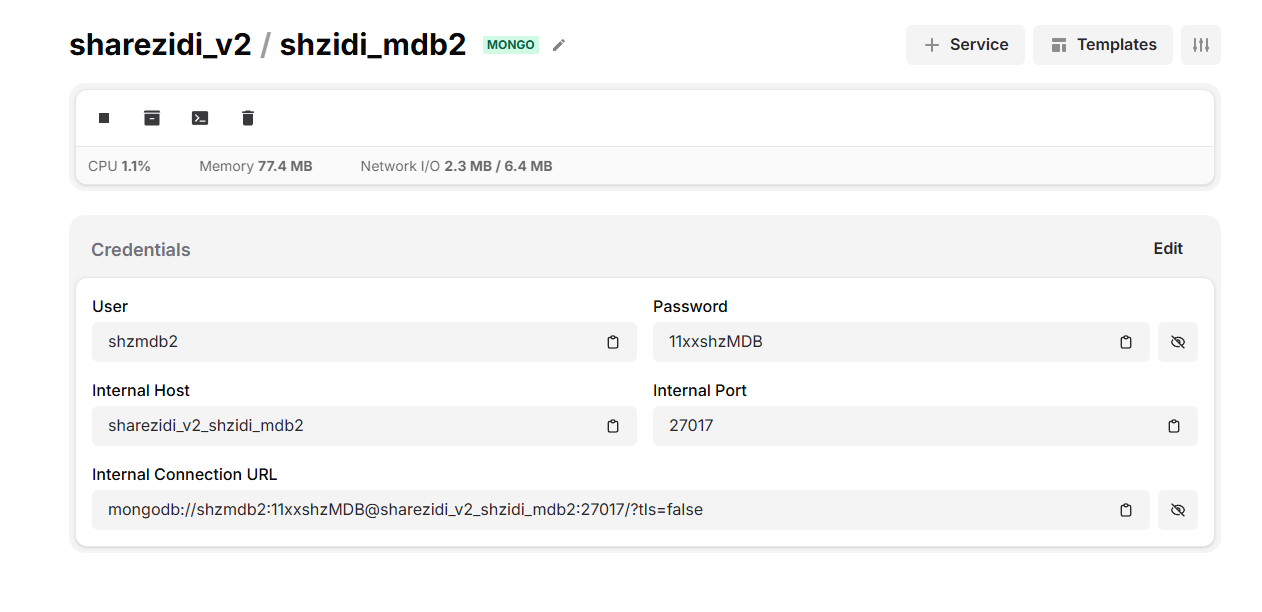 sharezidi_v2 / shzidi_mdb2 MONGO
Service
Templates
CPU 1.1% Memory 77.4 MB Network I/O 2.3 MB / 6.4 MB
Credentials
Edit
User
shzmdb2
Password
11xxshzMDB
Internal Host
sharezidi_v2_shzidi_mdb2
Internal Port
27017
Internal Connection URL
mongodb://shzmdb2:11xxshzMDB@sharezidi_v2_shzidi_mdb2:27017/?tls=false